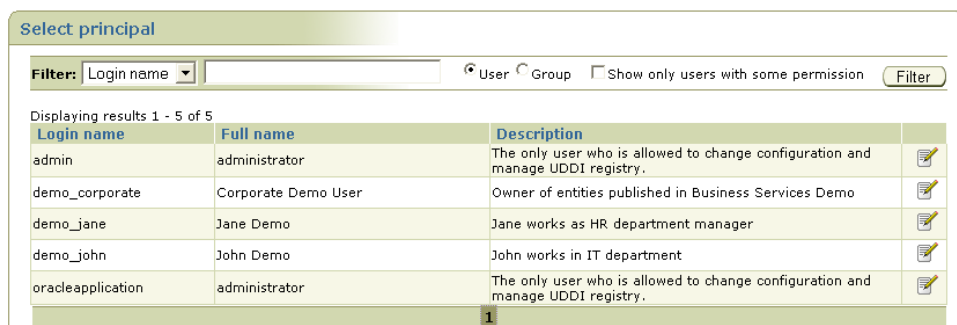 Select principal
Filter: Login name User Group Show only users with some permission Filter
Displaying results 1 - 5 of 5
Login name Full name Description
admin administrator The only user who is allowed to change configuration and
manage UDDI registry.
demo_corporate Corporate Demo User Owner of entities published in Business Services Demo
demo_jane Jane Demo Jane works as HR department manager
demo_john John Demo John works in IT department
oracleapplication administrator The only user who is allowed to change configuration and
manage UDDI registry.
1